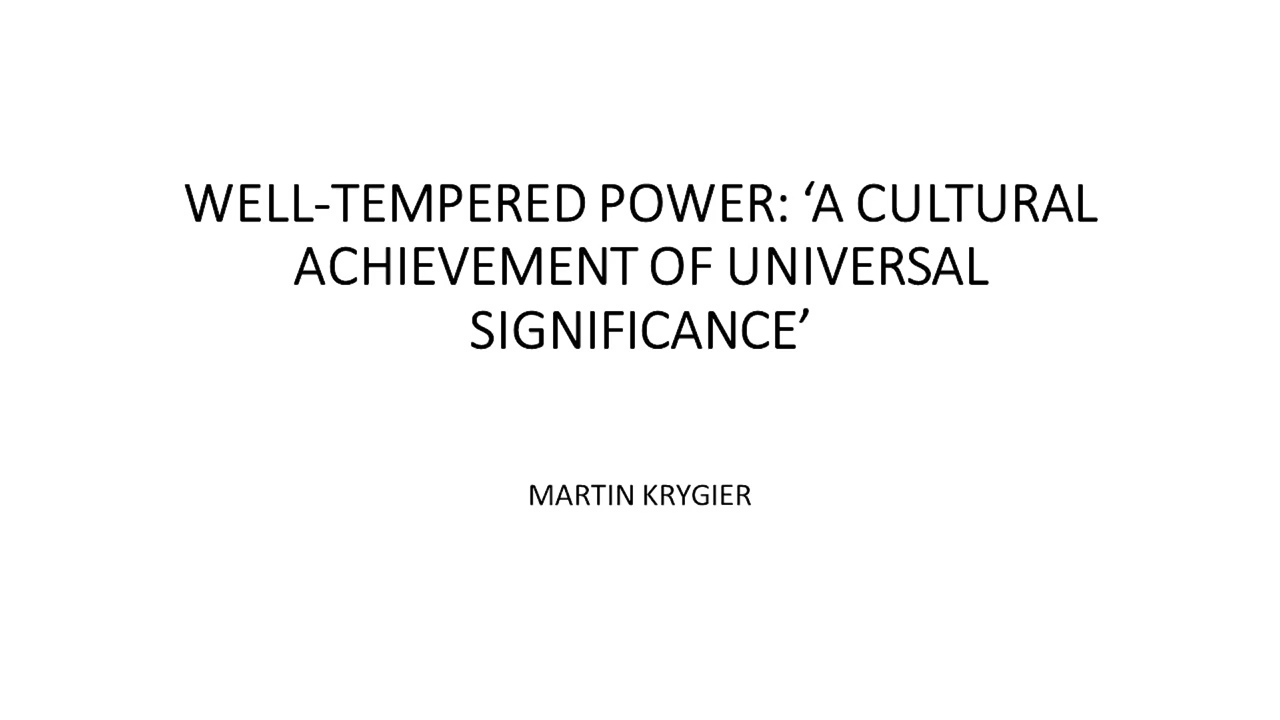 WELL-TEMPERED POWER: ‘A CULTURAL
ACHIEVEMENT OF UNIVERSAL
SIGNIFICANCE’
MARTIN KRYGIER